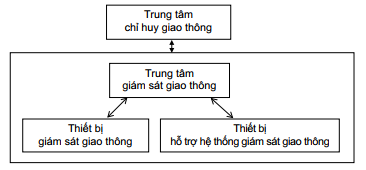 Trung tâm
chỉ huy giao thông
Trung tâm
giám sát giao thông
Thiết bị
giám sát giao thông
Thiết bị
hỗ trợ hệ thống giám sát giao thông